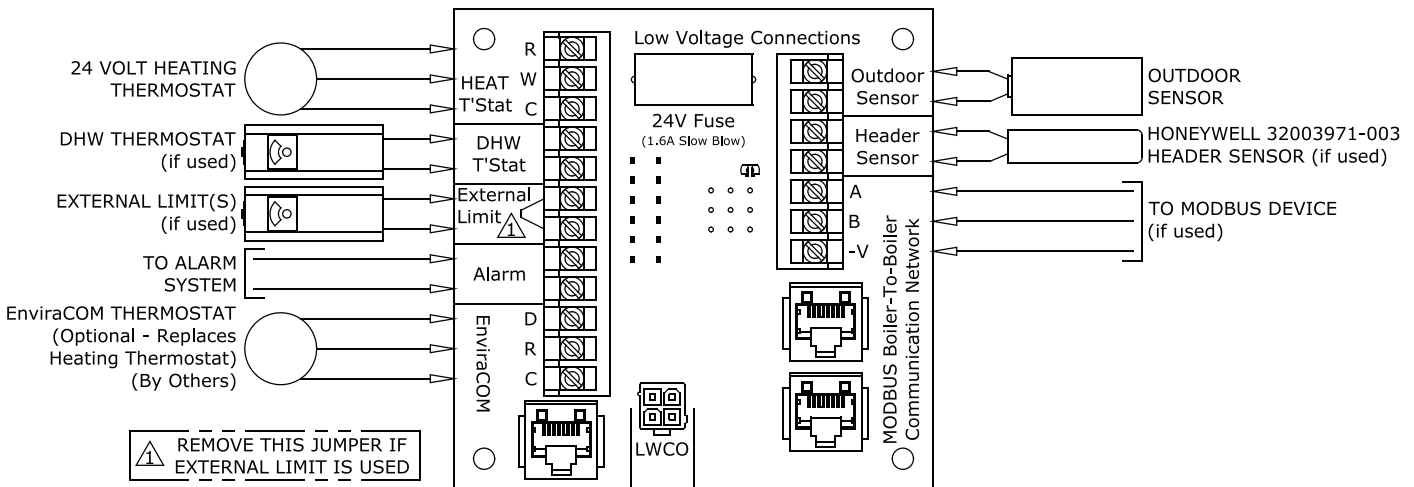 Low Voltage Connections
24 VOLT HEATING
THERMOSTAT
DHW THERMOSTAT
(if used)
EXTERNAL LIMIT(S)
(if used)
TO ALARM
SYSTEM
EnviraCOM THERMOSTAT
(Optional - Replaces
Heating Thermostat)
(By Others)
1 REMOVE THIS JUMPER IF
EXTERNAL LIMIT IS USED
R
HEAT W
T'Stat C
DHW
T'Stat
External
Limit 1
Alarm
EnviraCOM
D
R
C
24V Fuse
(1.6A Slow Blow)
LWCO
Outdoor
Sensor
Header
Sensor
A
B
-V
MODBUS Boiler-To-Boiler
Communication Network
OUTDOOR
SENSOR
HONEYWELL 32003971-003
HEADER SENSOR (if used)
TO MODBUS DEVICE
(if used)